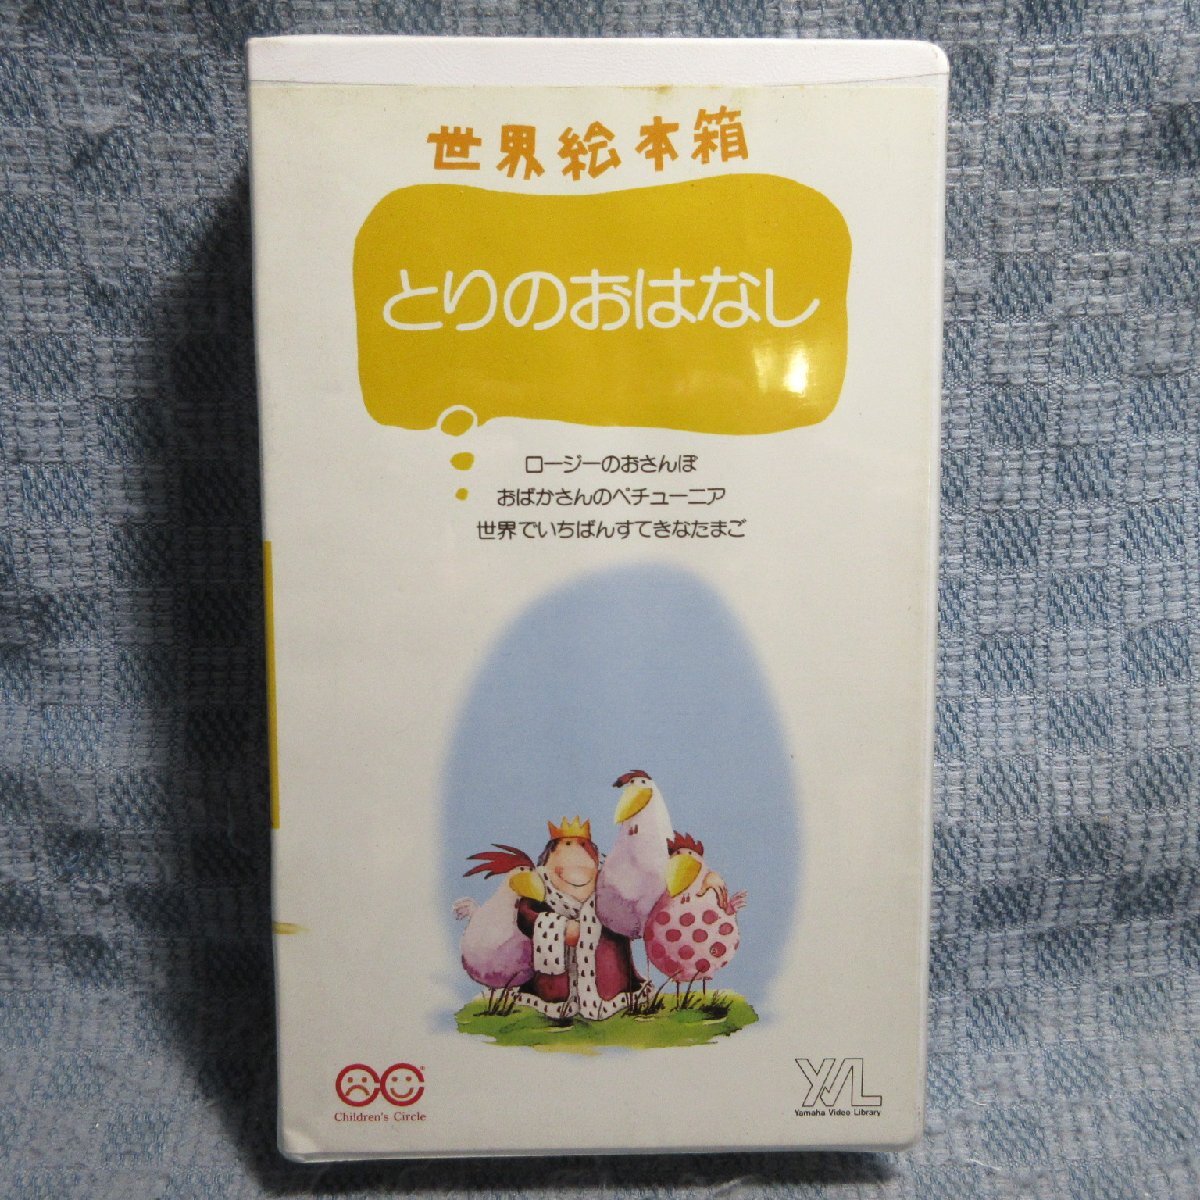 世界絵本箱
とりのおはなし
ロージーのおさんぽ
おばかさんのペチューニア
世界でいちばんすてきなたまご
Children's Circle
YVL
Yamaha Video Library